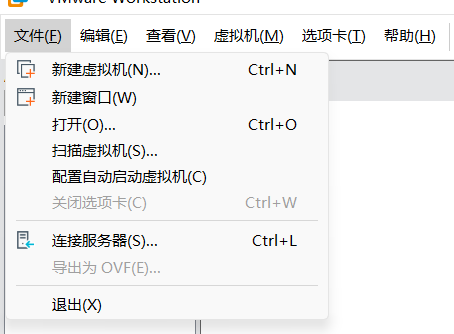 VMware Workstation
文件(F) 编辑(E) 查看(V) 虚拟机(M) 选项卡(T) 帮助(H)
新建虚拟机(N)... Ctrl+N
新建窗口(W)
打开(O)... Ctrl+O
扫描虚拟机(S)...
配置自动启动虚拟机(C)
关闭选项卡(C) Ctrl+W
连接服务器(S)... Ctrl+L
导出为 OVF(E)...
退出(X)